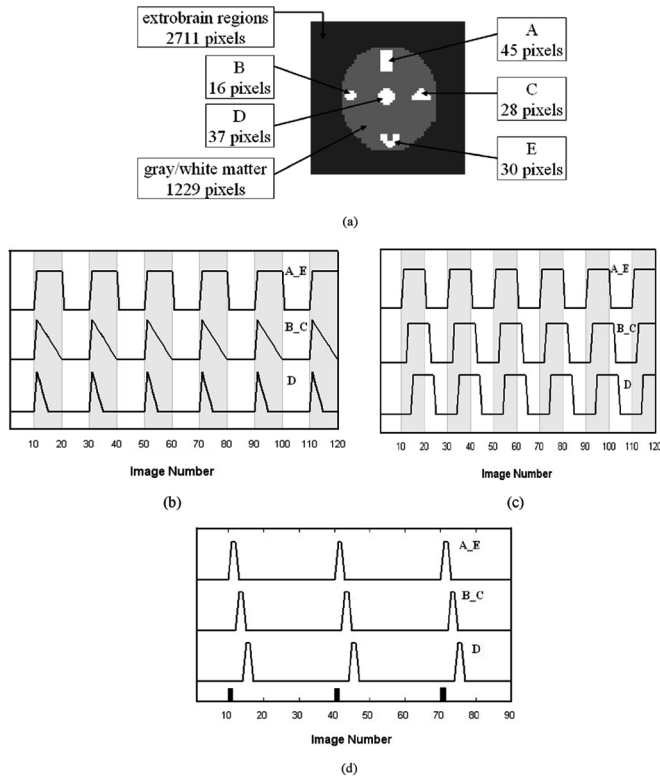 extrobrain regions
2711 pixels
A
45 pixels
B
16 pixels
C
28 pixels
D
37 pixels
E
30 pixels
gray/white matter
1229 pixels
(a)
A_E
B_C
D
10 20 30 40 50 60 70 80 90 100 110 120
Image Number
(b)
A_E
B_C
D
10 20 30 40 50 60 70 80 90 100 110 120
Image Number
(c)
A_E
B_C
D
10 20 30 40 50 60 70 80 90
Image Number
(d)